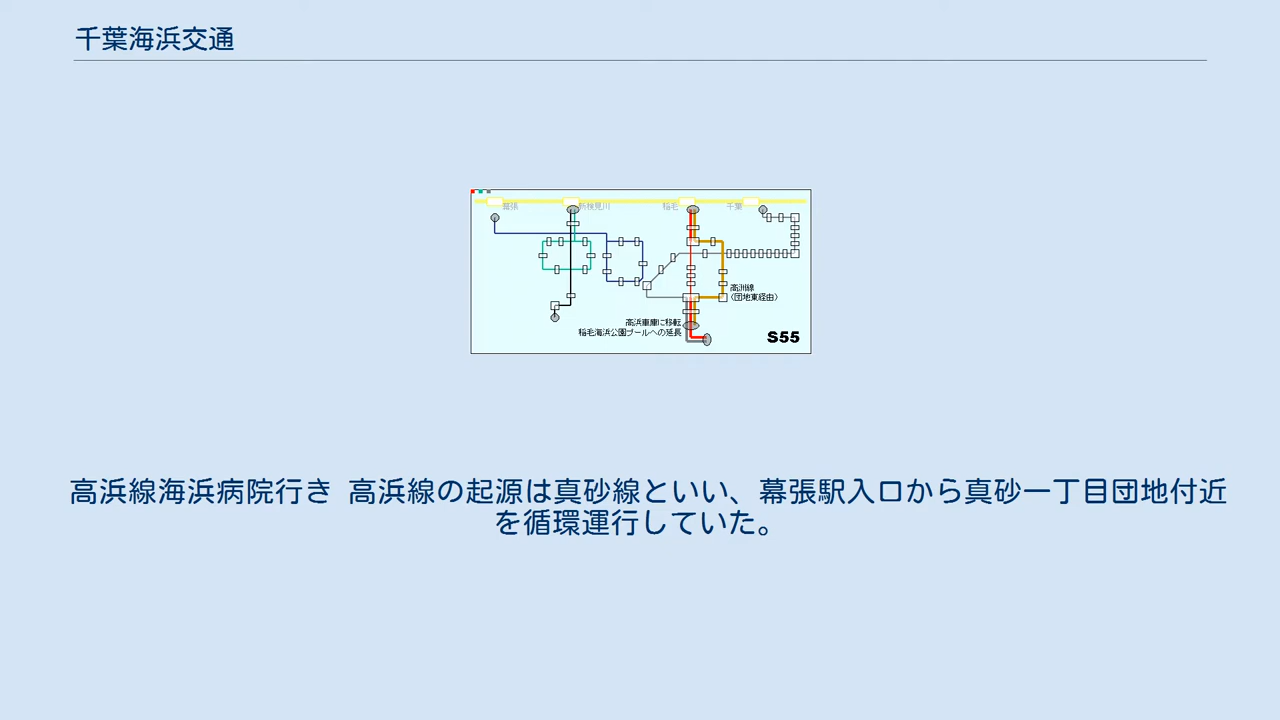 千葉海浜交通
幕張 新検見川 稲毛 千葉
高洲線
(団地東経由)
高浜車庫に移転
稲毛海浜公園プールへの延長
S55
高浜線海浜病院行き 高浜線の起源は真砂線といい、幕張駅入口から真砂一丁目団地付近
を循環運行していた。